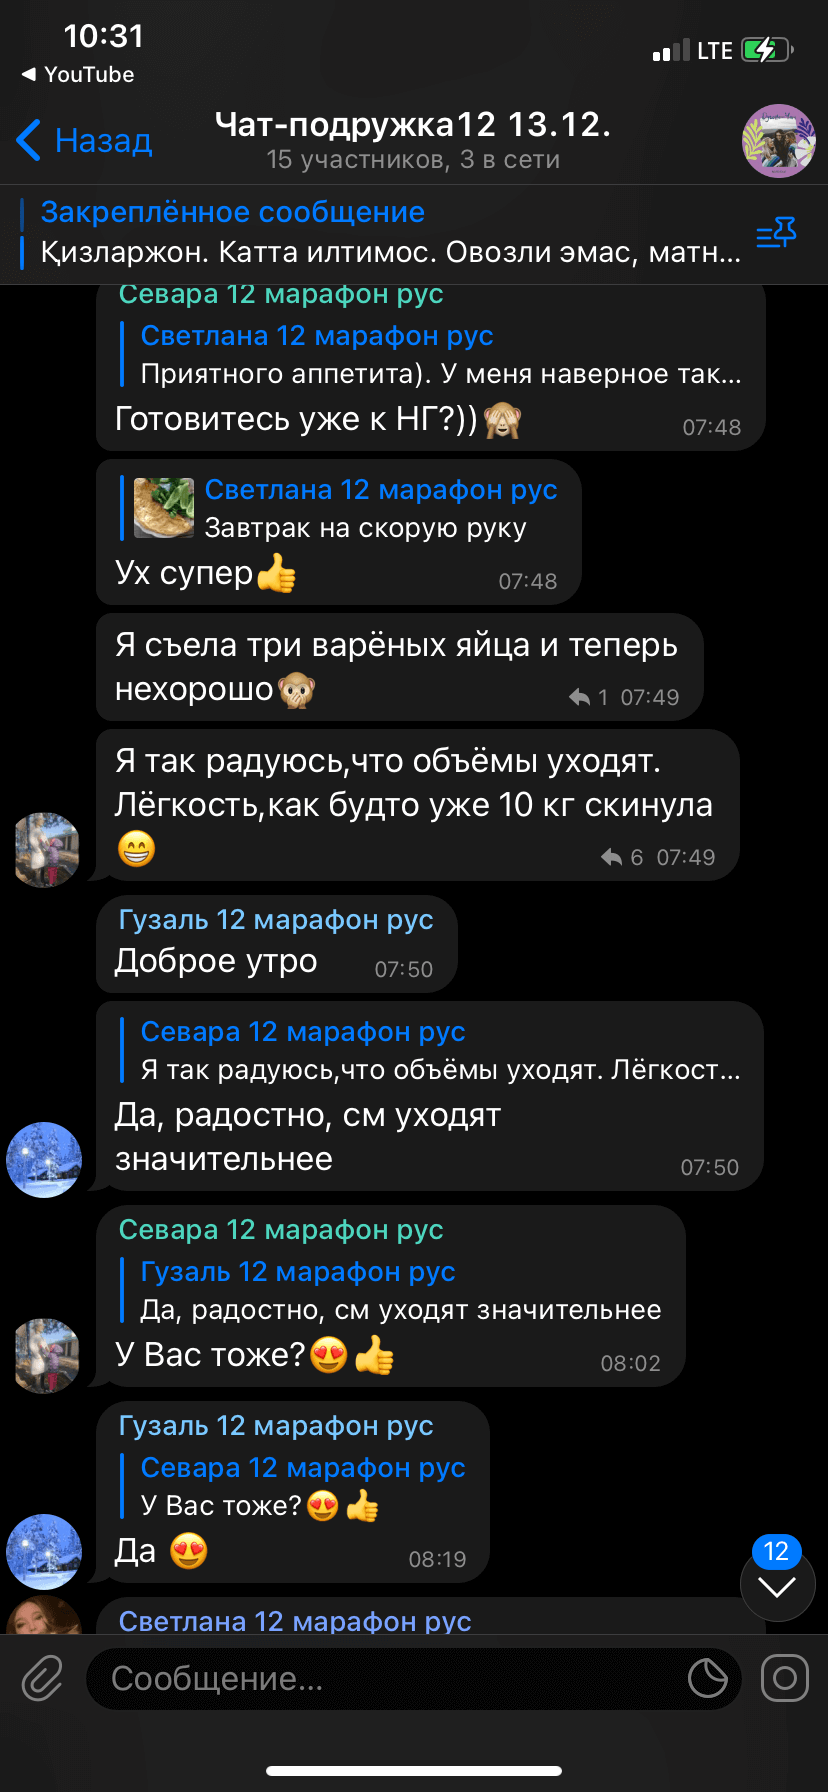 10:31
LTE
YouTube
Назад
Чат-подружка12 13.12.
15 участников, 3 в сети
Закреплённое сообщение
Қизларжон. Катта илтимос. Овозли эмас, матн...
Севара 12 марафон рус
Светлана 12 марафон рус
Приятного аппетита). У меня наверное так...
Готовитесь уже к НГ?))🙈
07:48
Светлана 12 марафон рус
Завтрак на скорую руку
Ух супер👍
07:48
Я съела три варёных яйца и теперь
нехорошо🙊
1 07:49
Я так радуюсь,что объёмы уходят.
Лёгкость,как будто уже 10 кг скинула
😁
6 07:49
Гузаль 12 марафон рус
Доброе утро
07:50
Севара 12 марафон рус
Я так радуюсь,что объёмы уходят. Лёгкост...
Да, радостно, см уходят
значительнее
07:50
Севара 12 марафон рус
Гузаль 12 марафон рус
Да, радостно, см уходят значительнее
У Вас тоже?😍👍
08:02
Гузаль 12 марафон рус
Севара 12 марафон рус
У Вас тоже?😍👍
Да 😍
08:19
12
Светлана 12 марафон рус
Сообщение...